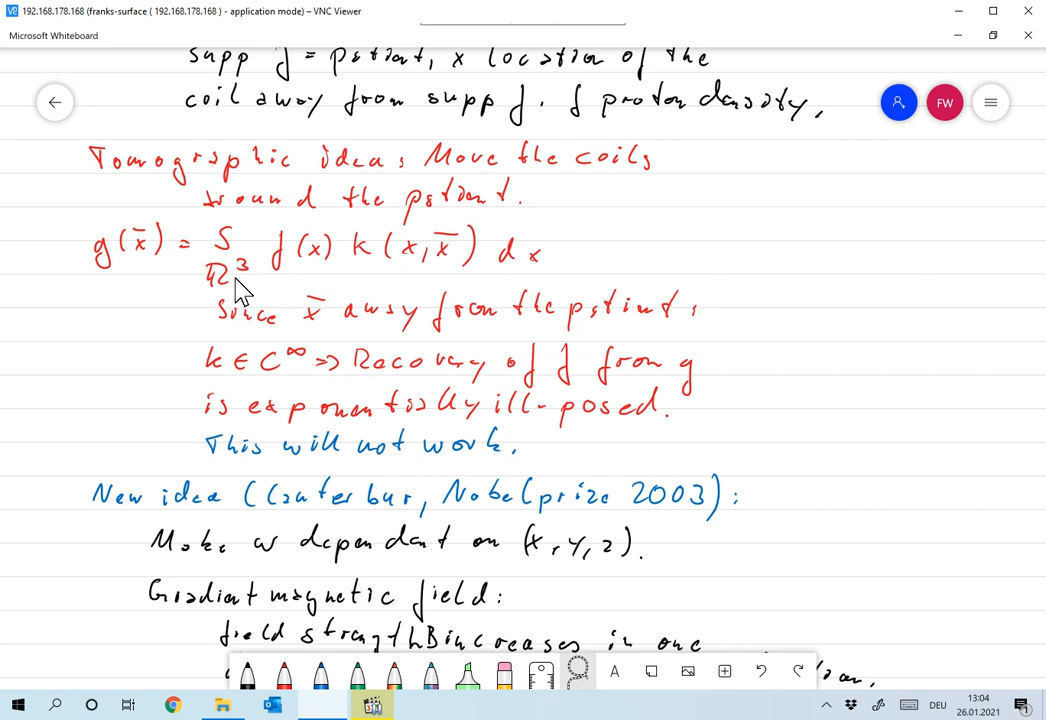 192.168.178.168 (franks-surface ( 192.168.178.168 ) - application mode) – VNC Viewer
Microsoft Whiteboard
supp f = patient, x location of the
coil away from supp f. f proton density.
FW
Tomographic idea: Move the coils
around the patient.
g(x̄) = ∫ f(x) k(x, x̄) dx
ℝ³
Since x̄ away from the patient:
k ∈ C^∞ => Recovery of f from g
is exponentially ill-posed.
This will not work.
New idea (Lauterbur, Nobelprize 2003):
Make ω dependent on (x, y, z).
Gradient magnetic field:
field strength B increases in one
A
DEU
13:04
26.01.2021